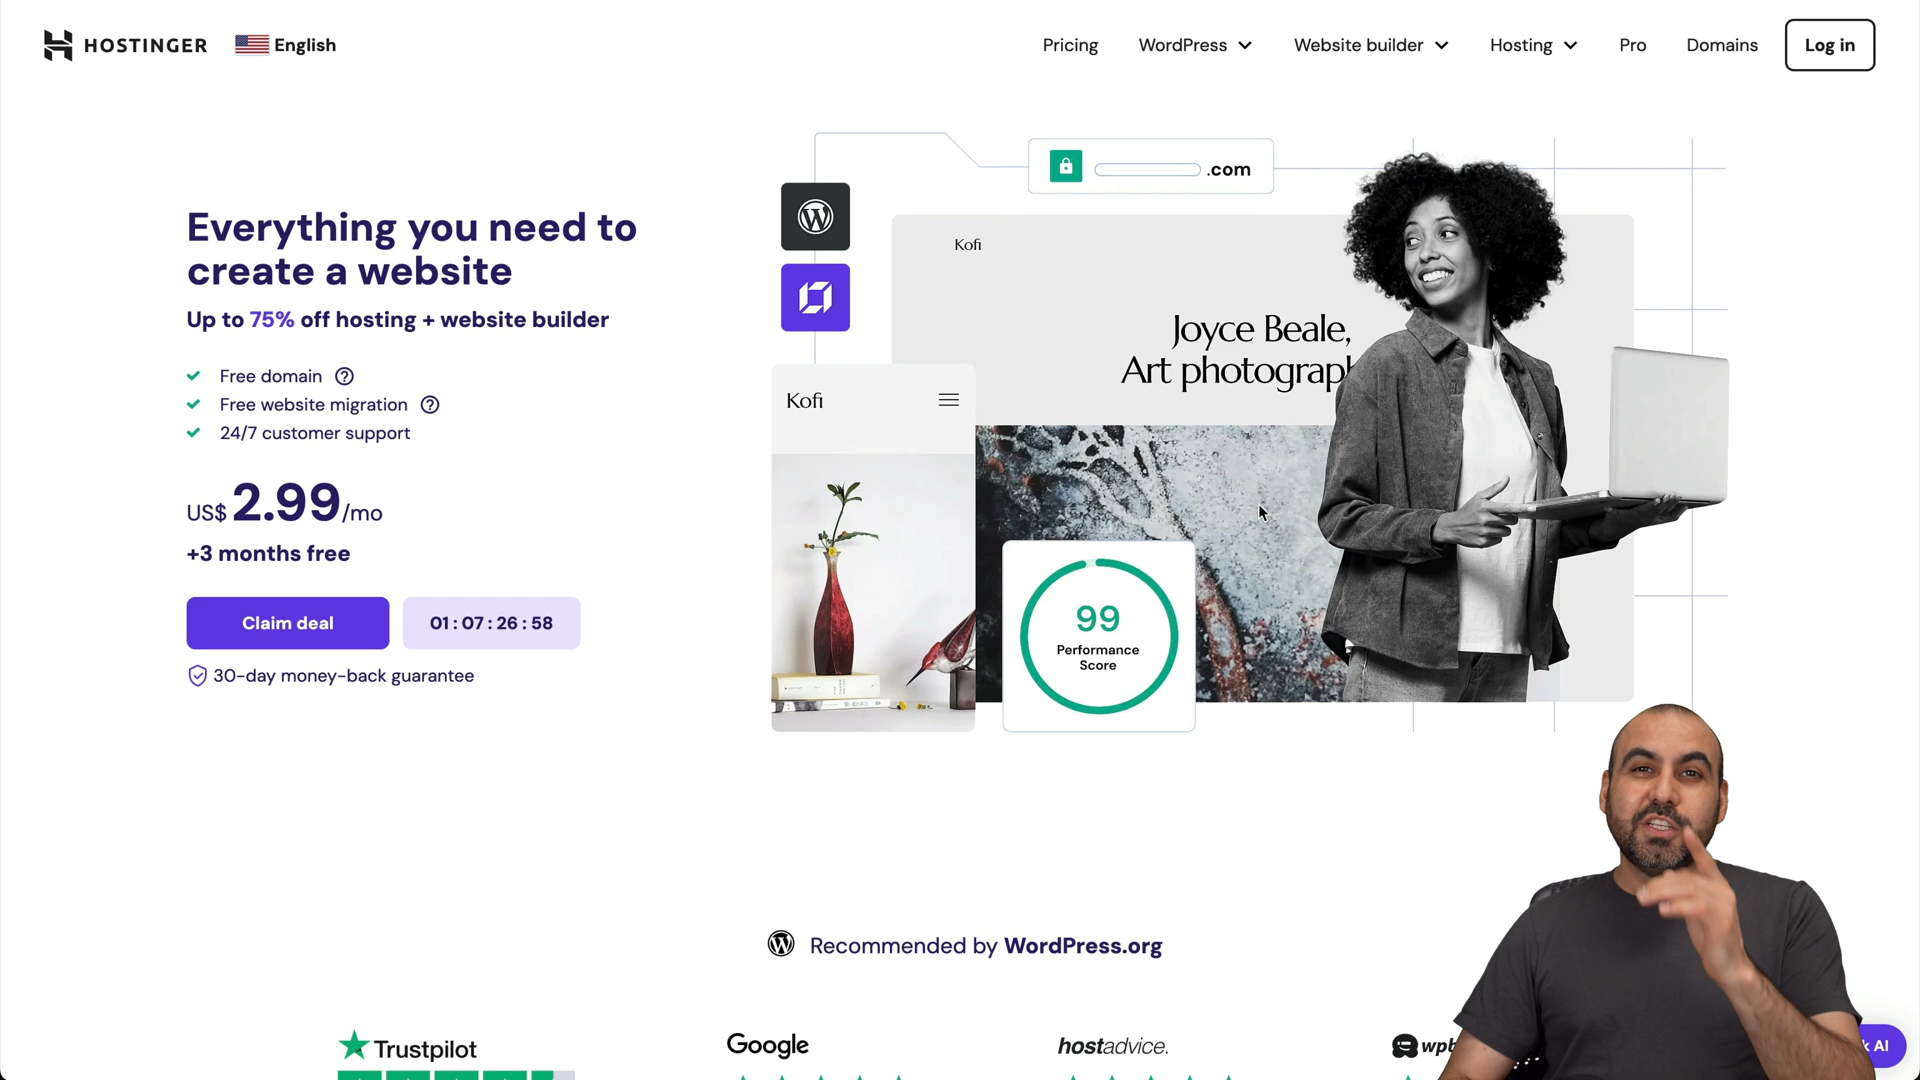 HOSTINGER
English
Pricing
WordPress
Website builder
Hosting
Pro
Domains
Log in
Everything you need to
create a website
Up to 75% off hosting + website builder
Free domain
Free website migration
24/7 customer support
US$ 2.99/mo
+3 months free
Claim deal
01 : 07 : 26 : 58
30-day money-back guarantee
.com
Kofi
Joyce Beale,
Art photograph
Kofi
99
Performance
Score
Recommended by WordPress.org
Trustpilot
Google
hostadvice.
AI